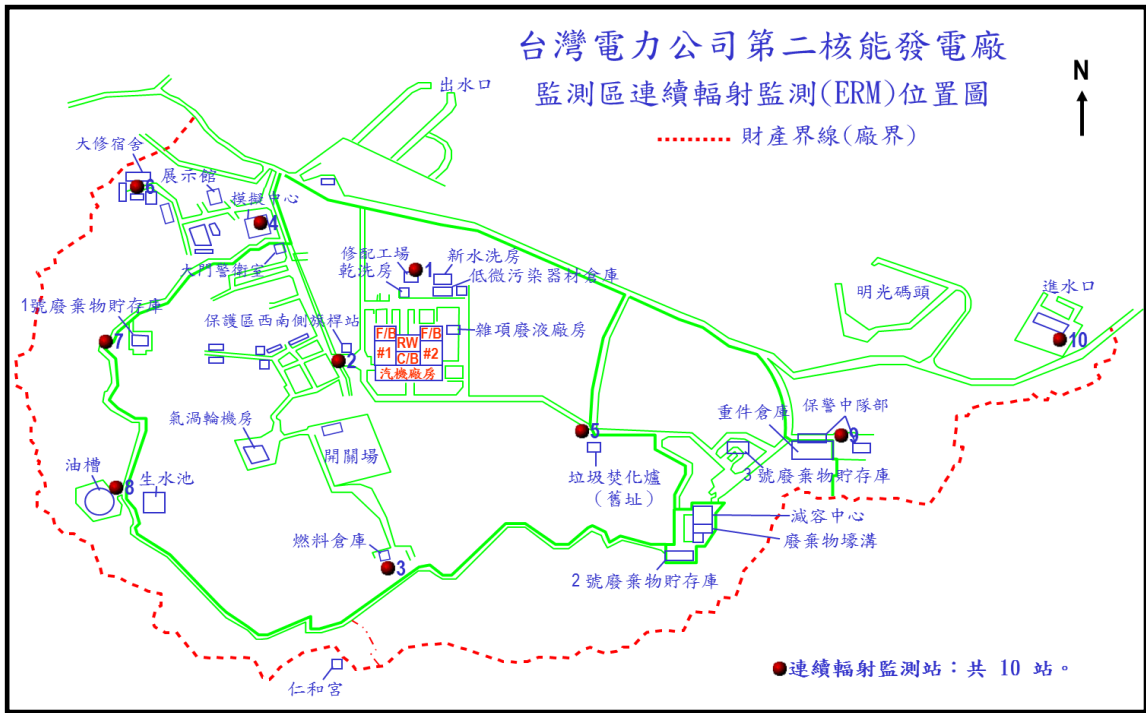 台灣電力公司第二核能發電廠
監測區連續輻射監測(ERM)位置圖
財產界線(廠界)
N
出水口
大修宿舍
6
展示館
模擬中心
4
大門警衛室
修配工場
1
新水洗房
乾洗房
低微污染器材倉庫
明光碼頭
進水口
10
1號廢棄物貯存庫
7
保護區西南側旗桿站
2
F/B
F/B
雜項廢液廠房
#1
RW
#2
C/B
汽機廠房
氣渦輪機房
開關場
5
重件倉庫
保警中隊部
9
油槽
8
生水池
垃圾焚化爐
(舊址)
3號廢棄物貯存庫
減容中心
廢棄物壕溝
燃料倉庫
3
2號廢棄物貯存庫
仁和宮
連續輻射監測站：共 10 站。